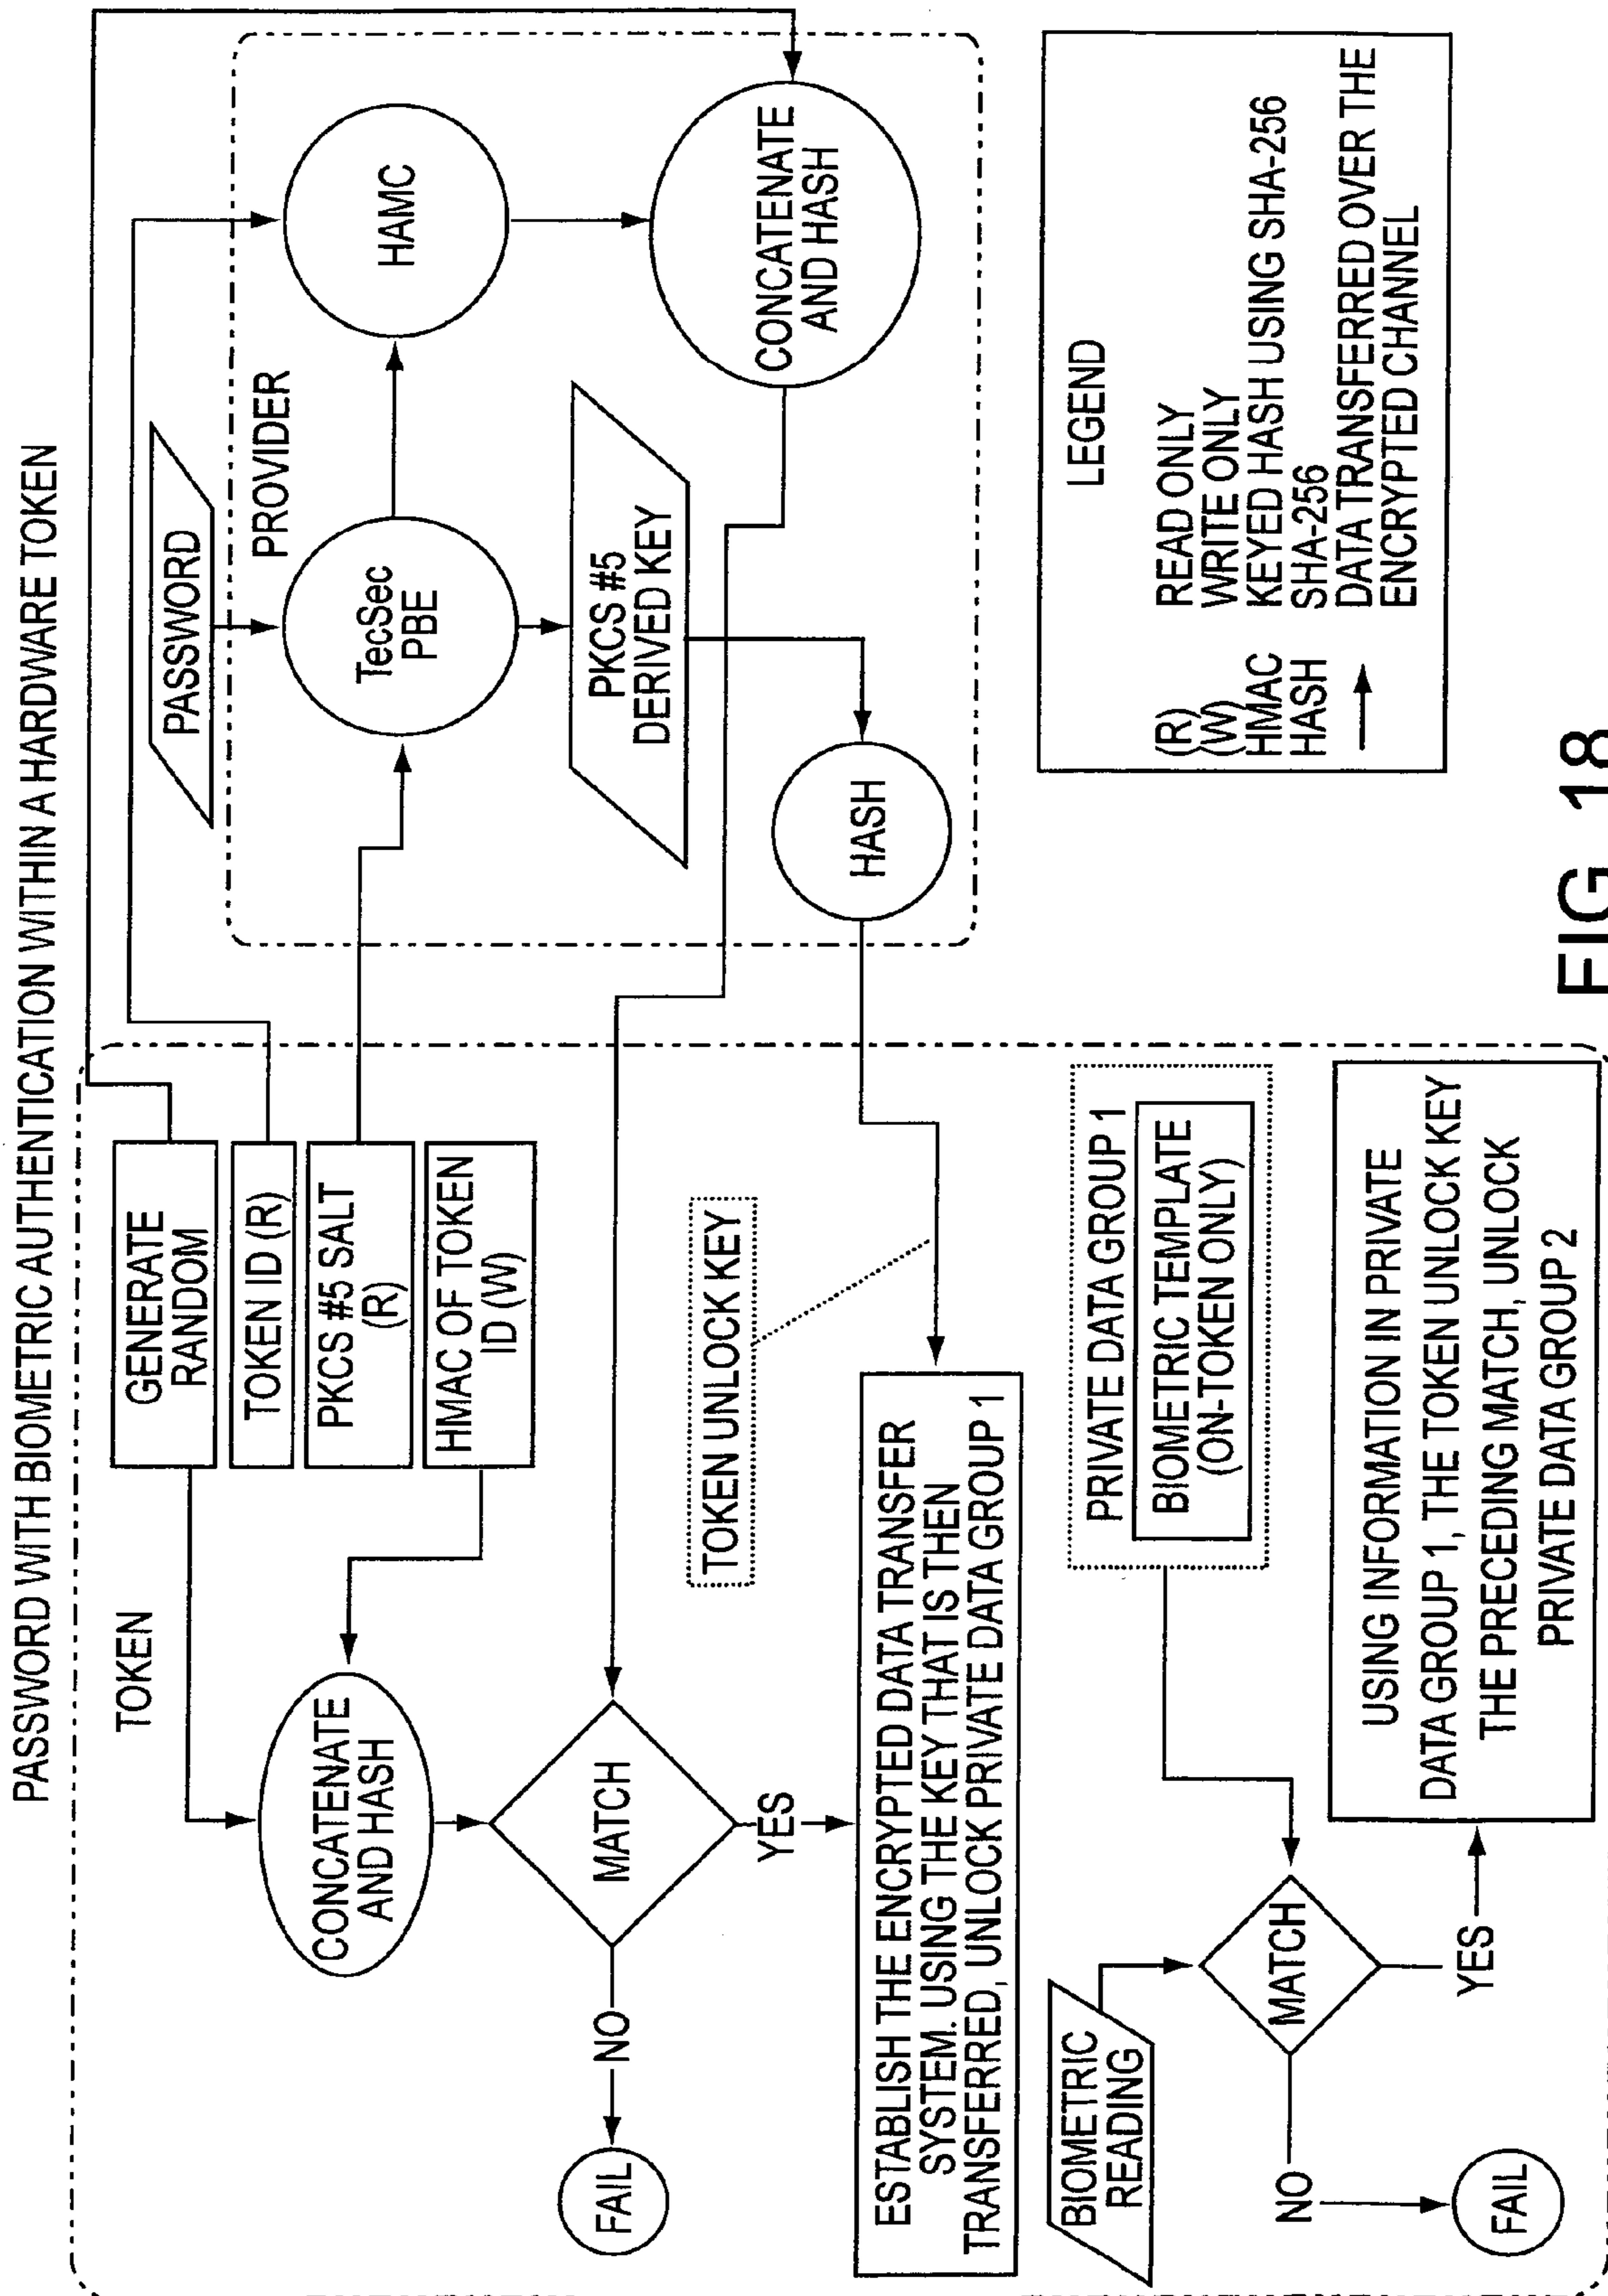 PASSWORD WITH BIOMETRIC AUTHENTICATION WITHIN A HARDWARE TOKEN
TOKEN
GENERATE
RANDOM
TOKEN ID (R)
PKCS #5 SALT
(R)
HMAC OF TOKEN
ID (W)
CONCATENATE
AND HASH
MATCH
NO
FAIL
YES
TOKEN UNLOCK KEY
ESTABLISH THE ENCRYPTED DATA TRANSFER
SYSTEM. USING THE KEY THAT IS THEN
TRANSFERRED, UNLOCK PRIVATE DATA GROUP 1
BIOMETRIC
READING
PRIVATE DATA GROUP 1
BIOMETRIC TEMPLATE
(ON-TOKEN ONLY)
MATCH
NO
FAIL
YES
USING INFORMATION IN PRIVATE
DATA GROUP 1, THE TOKEN UNLOCK KEY
THE PRECEDING MATCH, UNLOCK
PRIVATE DATA GROUP 2
PASSWORD
PROVIDER
TecSec
PBE
HAMC
PKCS #5
DERIVED KEY
CONCATENATE
AND HASH
HASH
LEGEND
(R) READ ONLY
(W) WRITE ONLY
HMAC KEYED HASH USING SHA-256
HASH SHA-256
DATA TRANSFERRED OVER THE
ENCRYPTED CHANNEL
FIG. 18